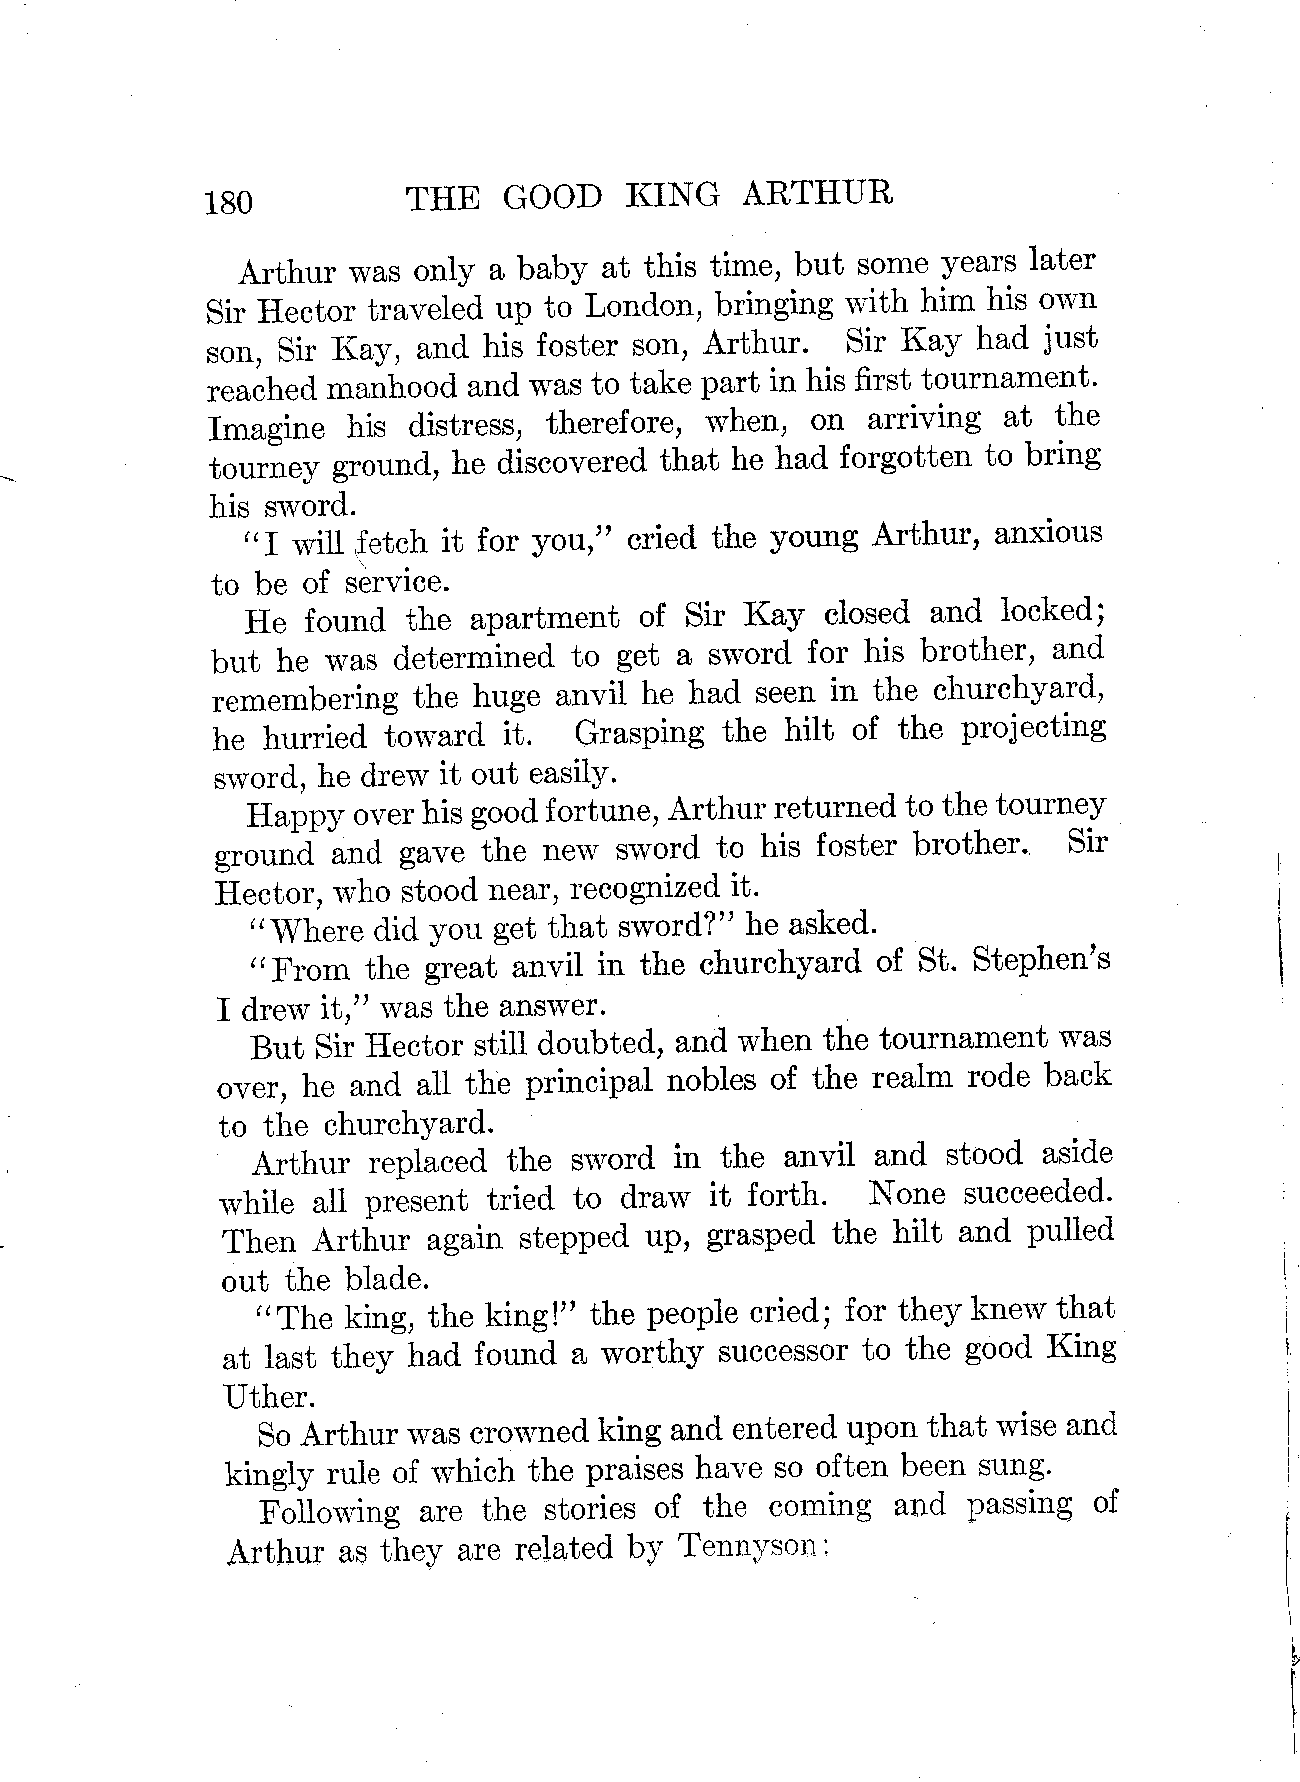 180 THE GOOD KING ARTHUR
Arthur was only a baby at this time, but some years later
Sir Hector traveled up to London, bringing with him his own
son, Sir Kay, and his foster son, Arthur. Sir Kay had just
reached manhood and was to take part in his first tournament.
Imagine his distress, therefore, when, on arriving at the
tourney ground, he discovered that he had forgotten to bring
his sword.
"I will fetch it for you," cried the young Arthur, anxious
to be of service.
He found the apartment of Sir Kay closed and locked;
but he was determined to get a sword for his brother, and
remembering the huge anvil he had seen in the churchyard,
he hurried toward it. Grasping the hilt of the projecting
sword, he drew it out easily.
Happy over his good fortune, Arthur returned to the tourney
ground and gave the new sword to his foster brother. Sir
Hector, who stood near, recognized it.
"Where did you get that sword?" he asked.
"From the great anvil in the churchyard of St. Stephen's
I drew it," was the answer.
But Sir Hector still doubted, and when the tournament was
over, he and all the principal nobles of the realm rode back
to the churchyard.
Arthur replaced the sword in the anvil and stood aside
while all present tried to draw it forth. None succeeded.
Then Arthur again stepped up, grasped the hilt and pulled
out the blade.
"The king, the king!" the people cried; for they knew that
at last they had found a worthy successor to the good King
Uther.
So Arthur was crowned king and entered upon that wise and
kingly rule of which the praises have so often been sung.
Following are the stories of the coming and passing of
Arthur as they are related by Tennyson: